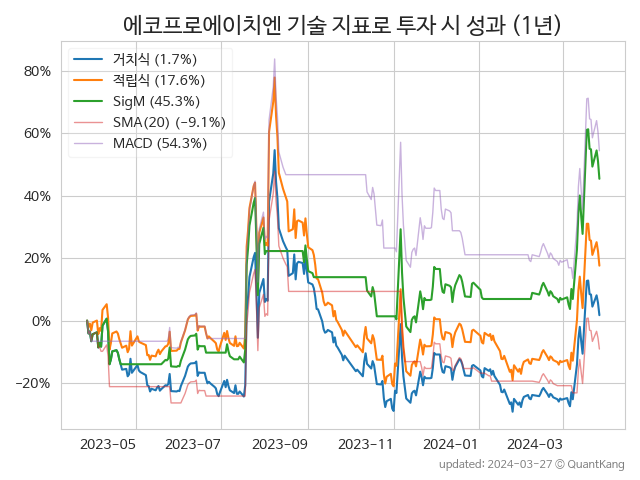 에코프로에이치엔 기술 지표로 투자 시 성과 (1년)
거치식 (1.7%)
적립식 (17.6%)
SigM (45.3%)
SMA(20) (−9.1%)
MACD (54.3%)
80%
60%
40%
20%
0%
−20%
2023-05
2023-07
2023-09
2023-11
2024-01
2024-03
updated: 2024-03-27 © QuantKang